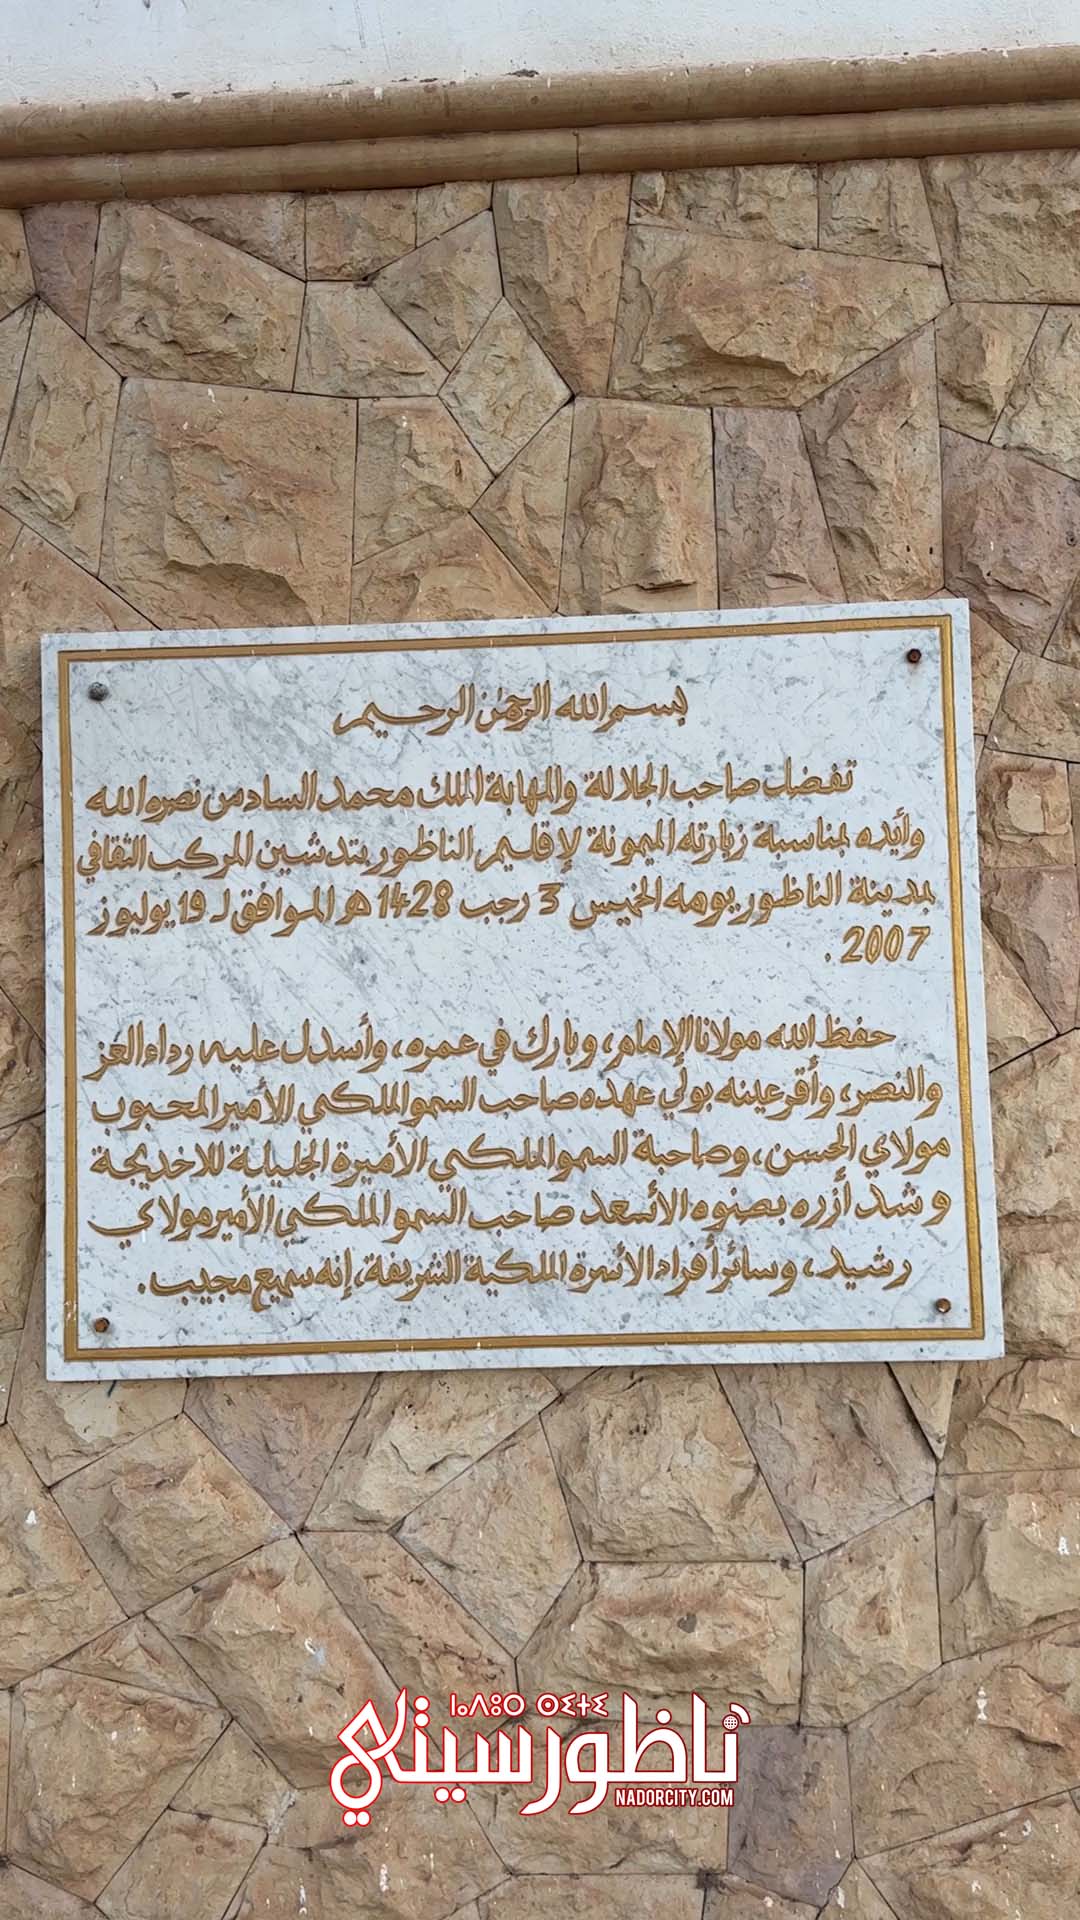 بسم الله الرحمن الرحيم
تفضل صاحب الجلالة والمهابة الملك محمد السادس نصره الله
وأيده بمناسبة زيارته الميمونة لإقليم الناظور بتدشين المركب الثقافي
بمدينة الناظور يومه الخميس 3 رجب 1428 هـ الموافق لـ 19 يوليوز
2007 .
حفظ الله مولانا الإمام، وبارك في عمره، وأسدل عليه رداء العز
والنصر، وأقر عينه بولي عهده صاحب السمو الملكي الأمير المحبوب
مولاي الحسن، وصاحبة السمو الملكي الأميرة الجليلة للا خديجة
وشد أزره بصنوه الأسعد صاحب السمو الملكي الأمير مولاي
رشيد، وسائر أفراد الأسرة الملكية الشريفة، إنه سميع مجيب.
ⵏⴰⴷⵓⵔ ⵙⵉⵜⵉ
ناظورسيتي
NADORCITY.COM